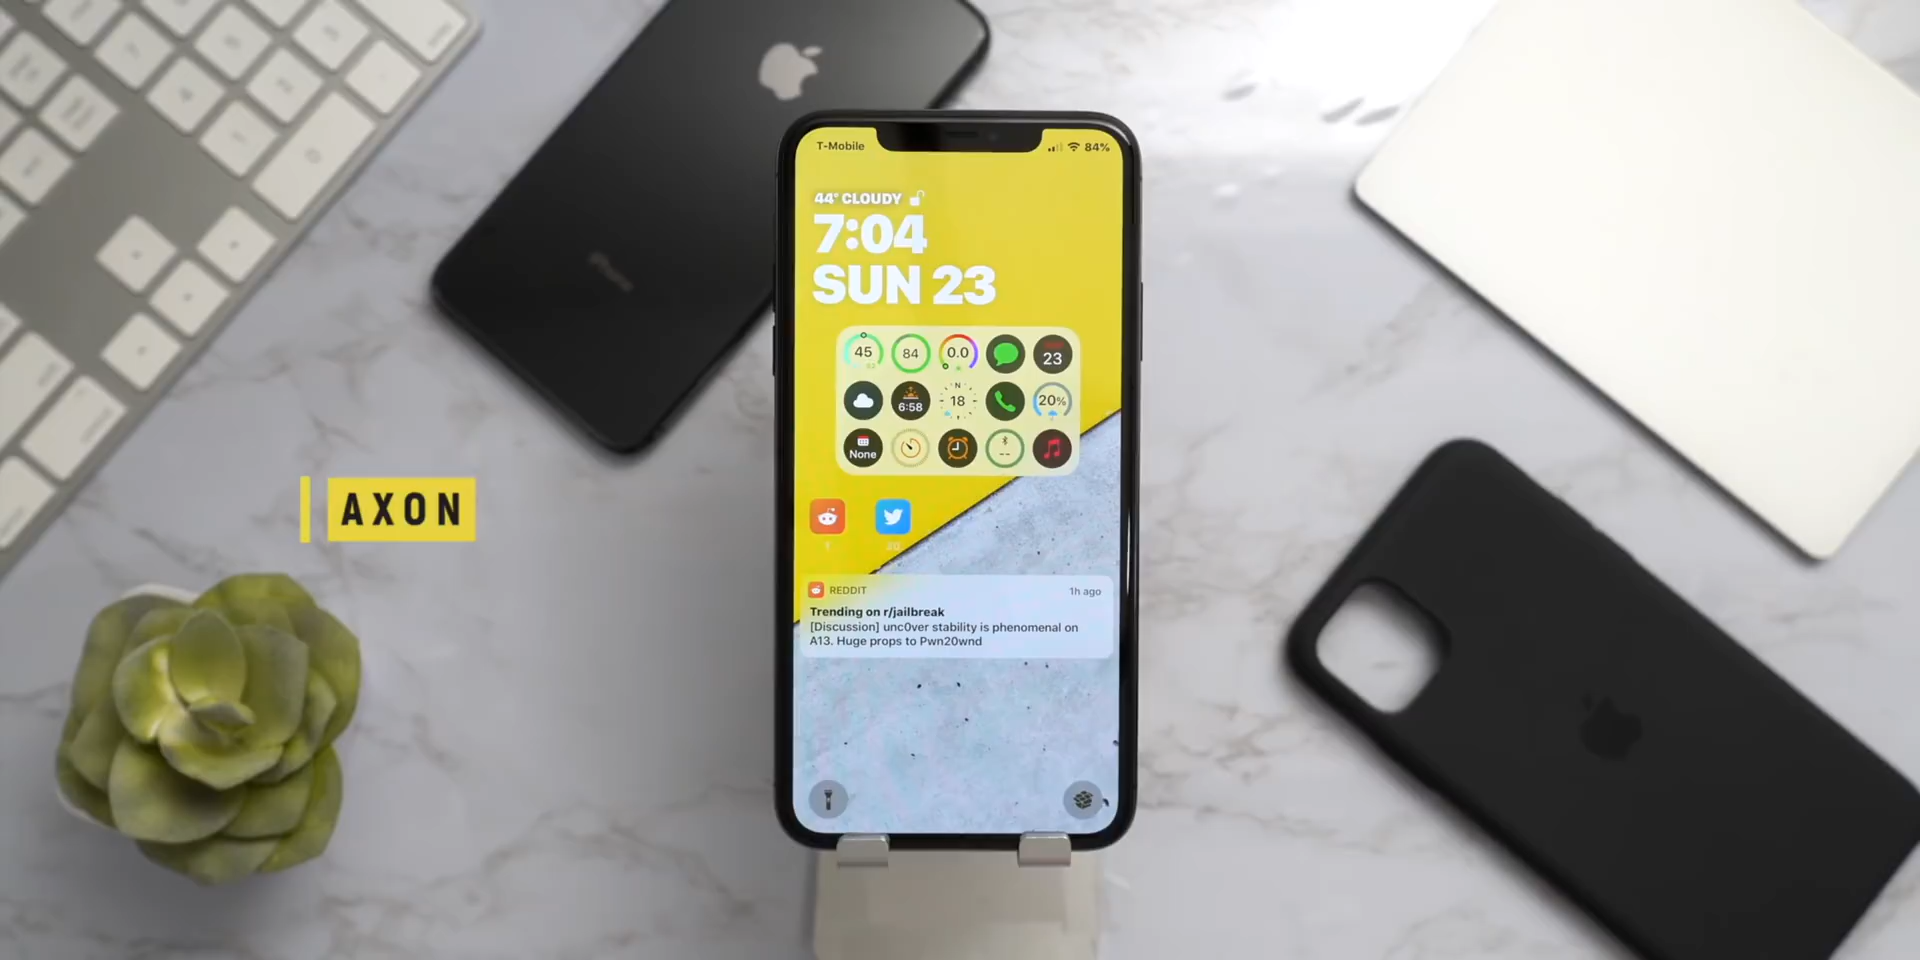 T-Mobile
84%
44° CLOUDY
7:04
SUN 23
45
84
0.0
23
6:58
N
18
20%
None
--
AXON
REDDIT
1h ago
Trending on r/jailbreak
[Discussion] unc0ver stability is phenomenal on
A13. Huge props to Pwn20wnd